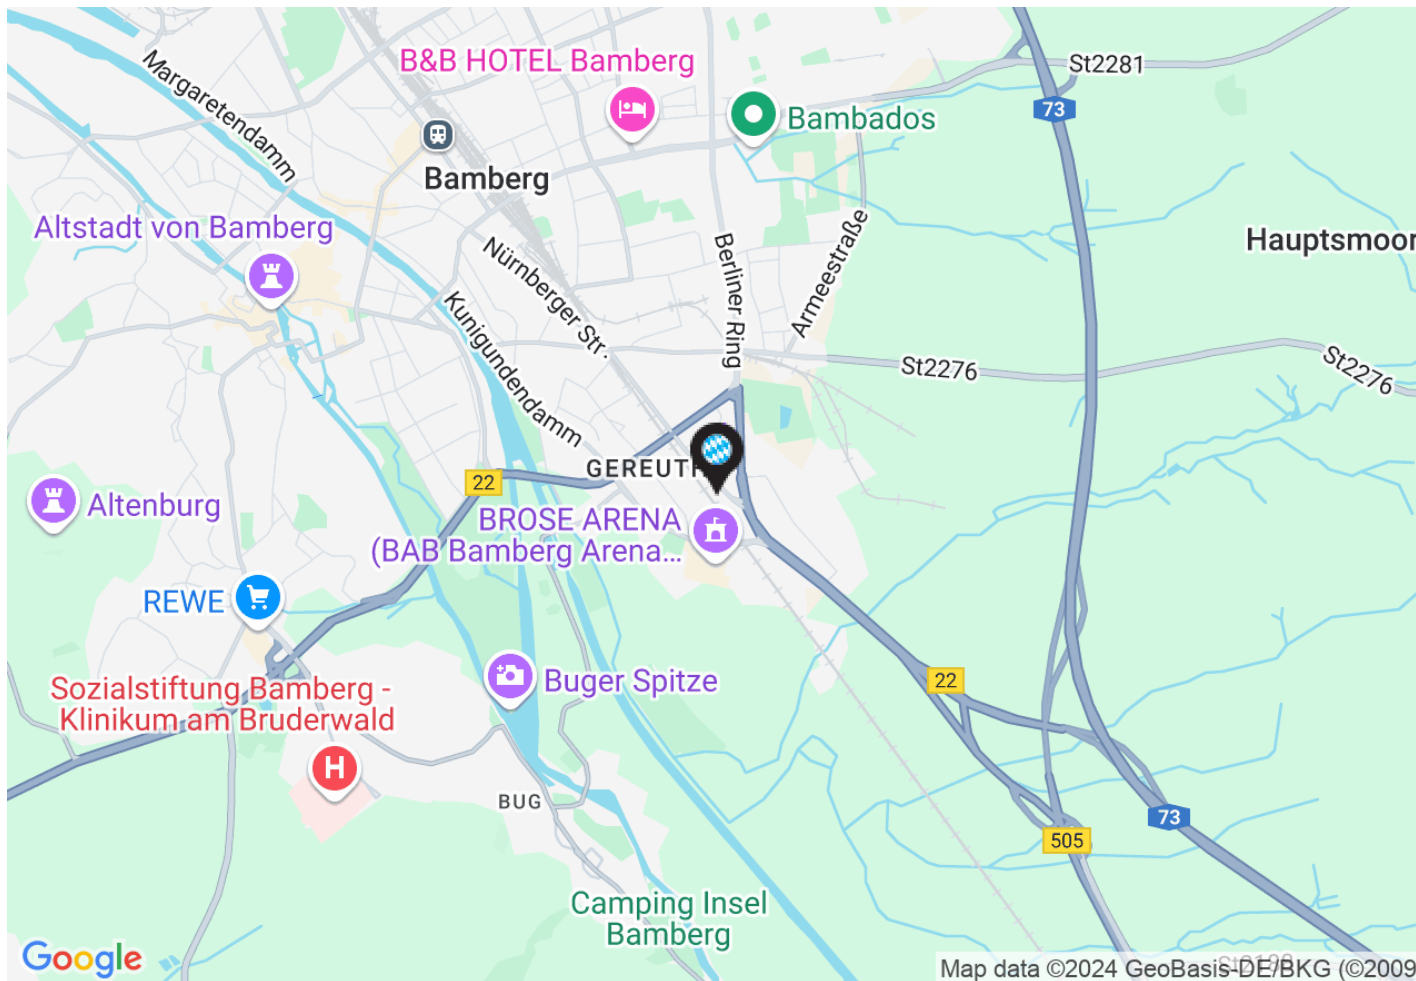 B&B HOTEL Bamberg
St2281
73
Margaretendamm
Bambados
Bamberg
Altstadt von Bamberg
Hauptsmoor
Nürnberger Str.
Berliner Ring
Armeestraße
Kunigundendamm
St2276
St2276
GEREUTH
22
Altenburg
BROSE ARENA
(BAB Bamberg Arena...
REWE
Buger Spitze
22
Sozialstiftung Bamberg -
Klinikum am Bruderwald
H
BUG
73
505
Camping Insel
Bamberg
Google
Map data ©2024 GeoBasis-DE/BKG (©2009